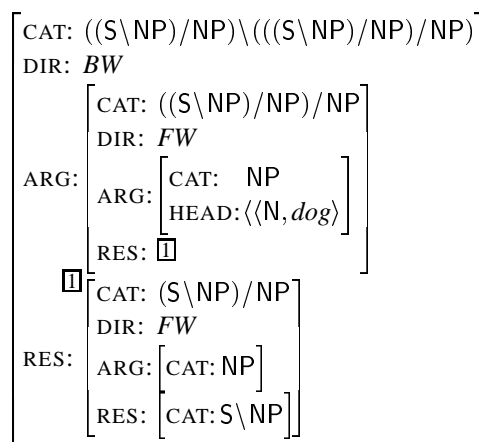 CAT: ((S\NP)/NP)\(((S\NP)/NP)/NP)
DIR: BW
CAT: ((S\NP)/NP)/NP
DIR: FW
ARG: ARG: CAT: NP
HEAD:⟨⟨N,dog⟩
RES: 1
1
CAT: (S\NP)/NP
DIR: FW
RES: ARG: CAT: NP
RES: CAT: S\NP